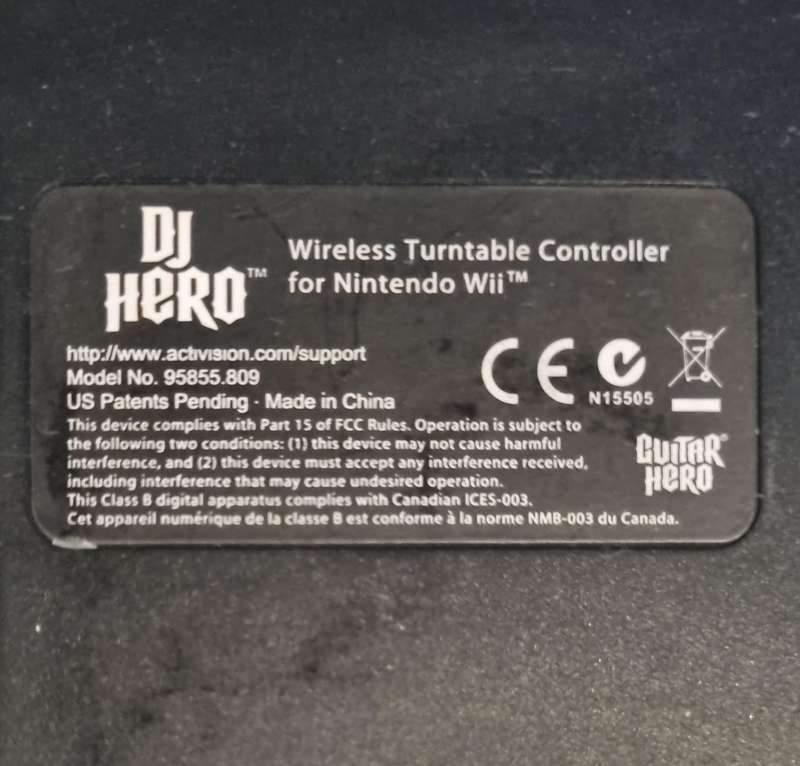 DJ
HERO™
Wireless Turntable Controller
for Nintendo Wii™
http://www.activision.com/support
Model No. 95855.809
US Patents Pending · Made in China
This device complies with Part 15 of FCC Rules. Operation is subject to
the following two conditions: (1) this device may not cause harmful
interference, and (2) this device must accept any interference received,
including interference that may cause undesired operation.
This Class B digital apparatus complies with Canadian ICES-003.
Cet appareil numérique de la classe B est conforme à la norme NMB-003 du Canada.
CE
N15505
GUITAR®
HERO